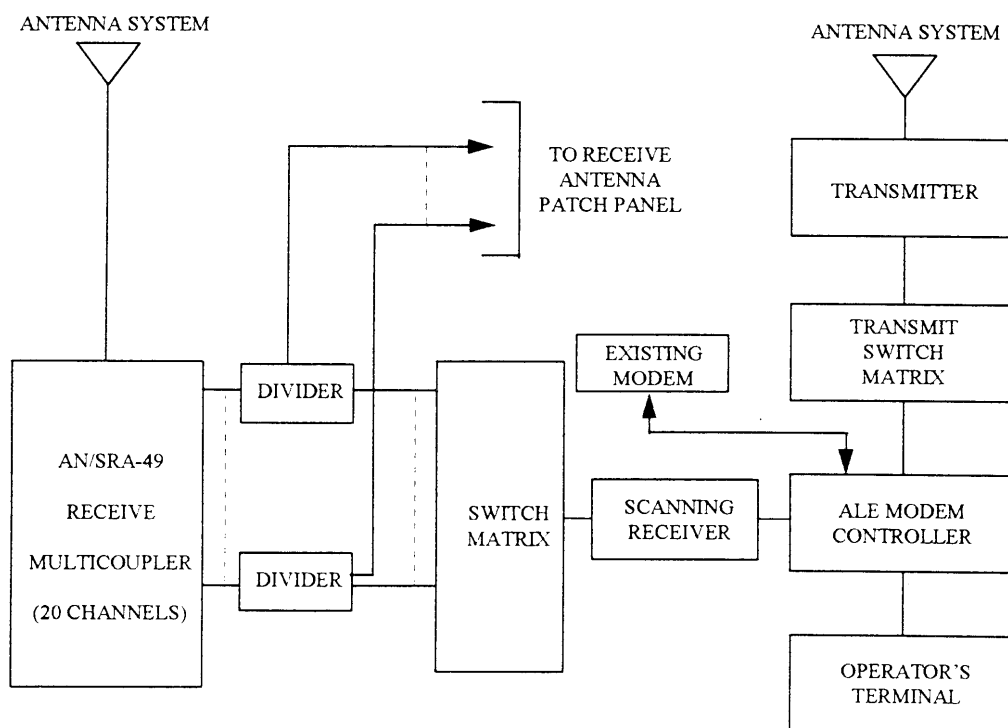 ANTENNA SYSTEM
ANTENNA SYSTEM
TO RECEIVE
ANTENNA
PATCH PANEL
TRANSMITTER
TRANSMIT
SWITCH
MATRIX
EXISTING
MODEM
DIVIDER
AN/SRA-49
RECEIVE
MULTICOUPLER
(20 CHANNELS)
DIVIDER
SWITCH
MATRIX
SCANNING
RECEIVER
ALE MODEM
CONTROLLER
OPERATOR'S
TERMINAL